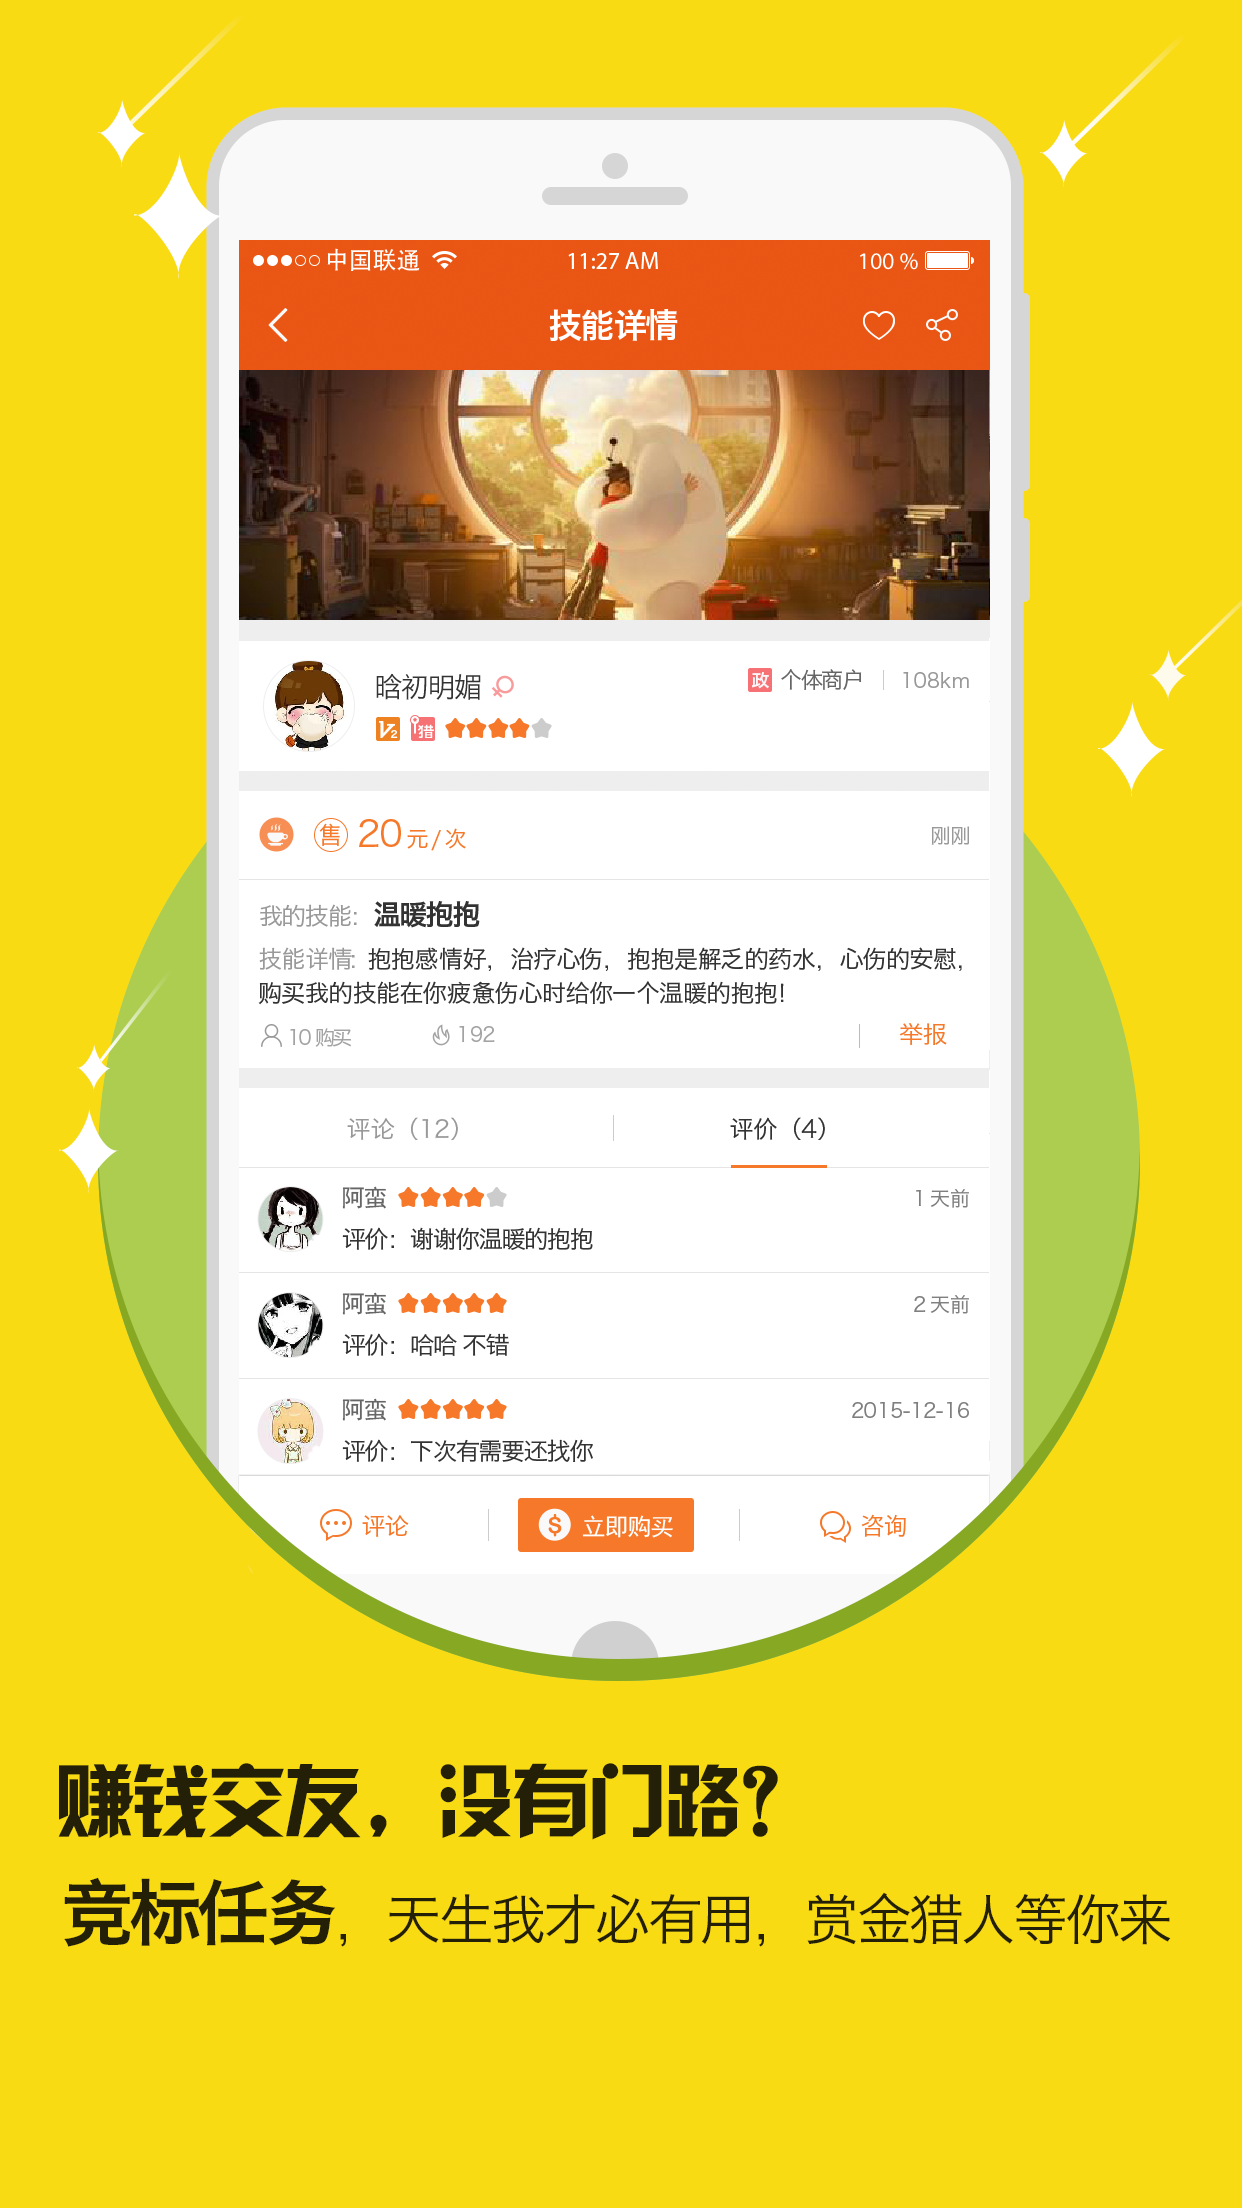 中国联通 11:27 AM 100 %
技能详情
晗初明媚 政 个体商户 108km
V2 猎
售 20 元/次 刚刚
我的技能: 温暖抱抱
技能详情: 抱抱感情好，治疗心伤，抱抱是解乏的药水，心伤的安慰，
购买我的技能在你疲惫伤心时给你一个温暖的抱抱!
10 购买 192 举报
评论（12） 评价（4）
阿蛮 1 天前
评价：谢谢你温暖的抱抱
阿蛮 2 天前
评价：哈哈 不错
阿蛮 2015-12-16
评价：下次有需要还找你
评论 $ 立即购买 咨询
赚钱交友，没有门路?
竞标任务，天生我才必有用，赏金猎人等你来